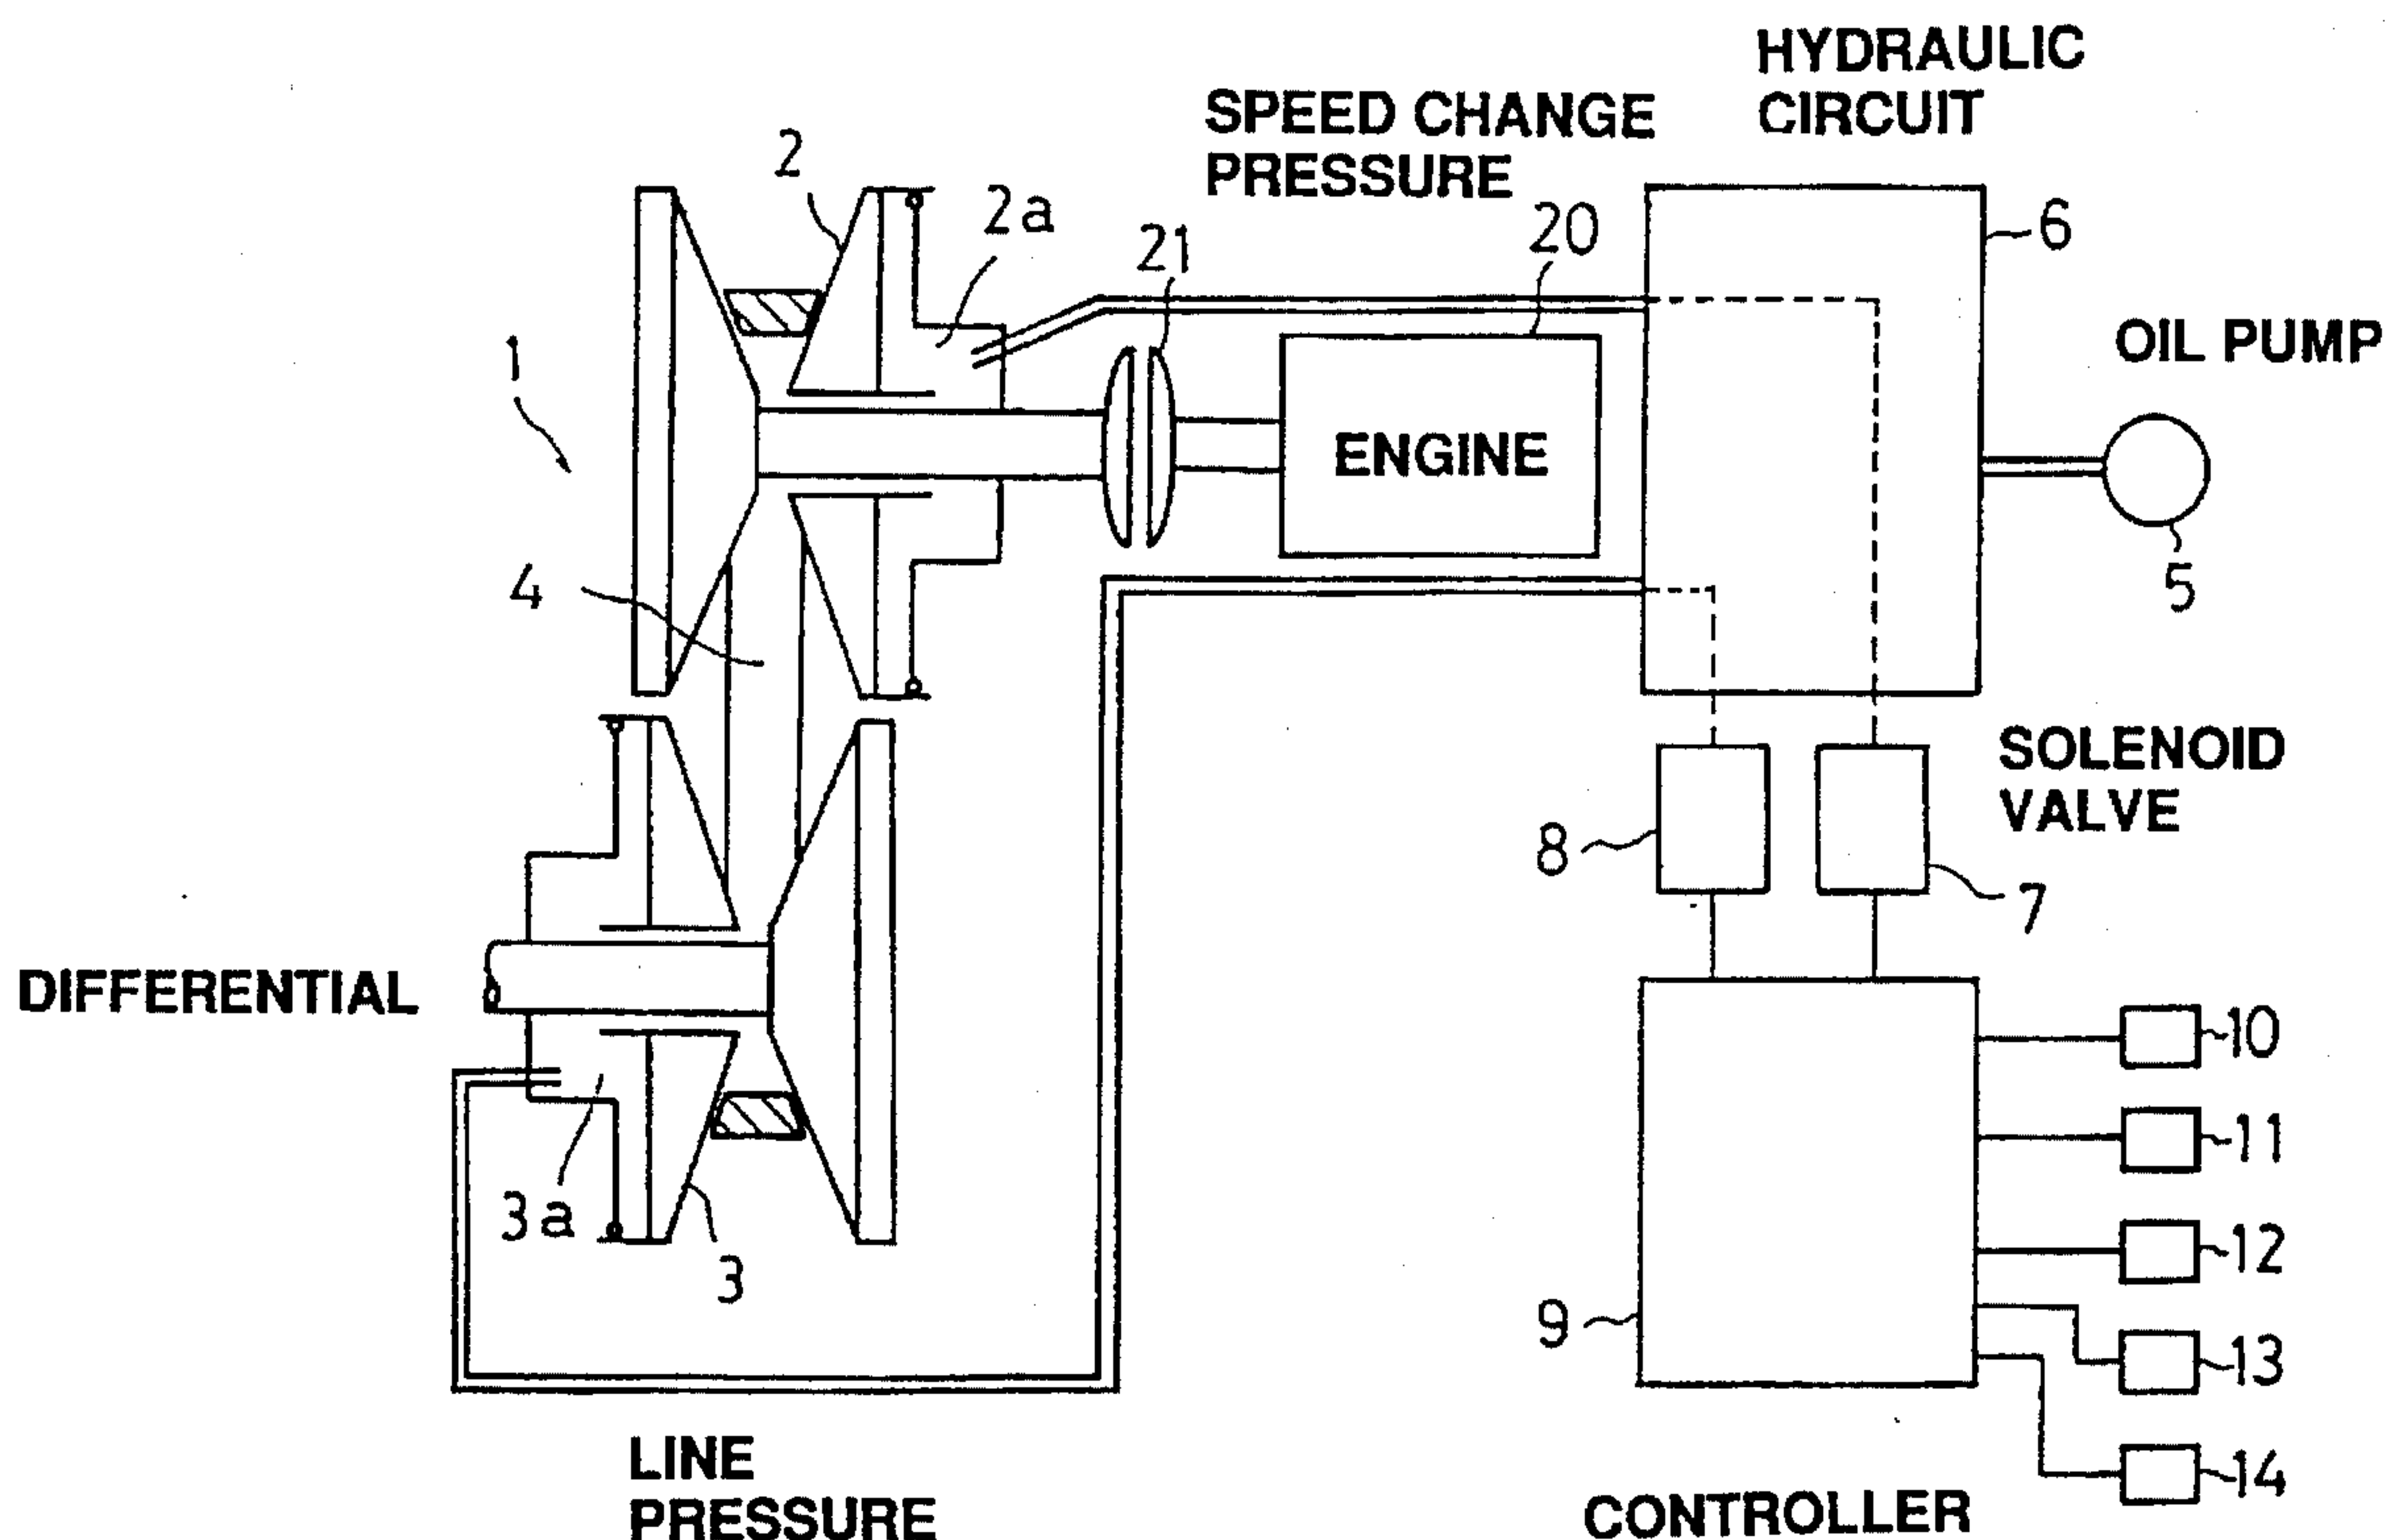 HYDRAULIC
CIRCUIT
SPEED CHANGE
PRESSURE
2
2a
21
20
6
OIL PUMP
1
ENGINE
4
5
SOLENOID
VALVE
8
7
DIFFERENTIAL
10
11
3a
12
3
9
13
14
LINE
PRESSURE
CONTROLLER